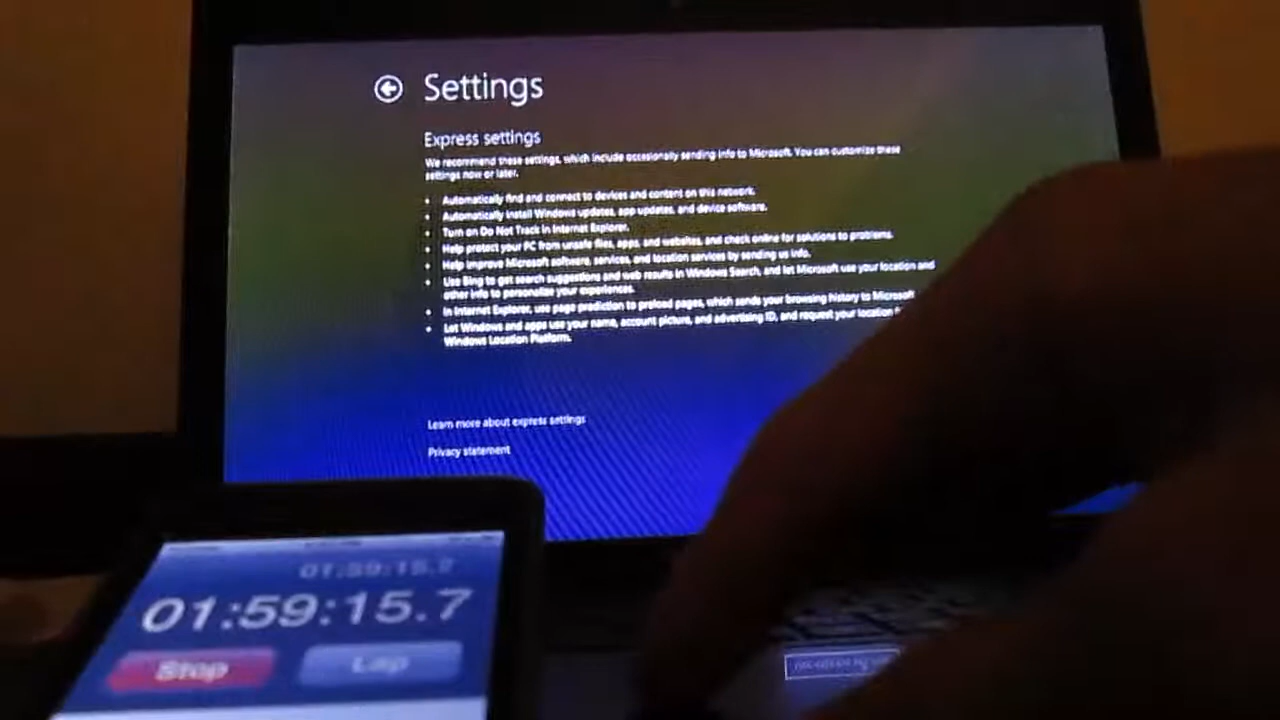 Settings
Express settings
We recommend these settings, which include occasionally sending info to Microsoft. You can customize these
settings now or later.
• Automatically find and connect to devices and content on this network.
• Automatically install Windows updates, app updates, and device software.
• Turn on Do Not Track in Internet Explorer.
• Help protect your PC from unsafe files, apps, and websites, and check online for solutions to problems.
• Help improve Microsoft software, services, and location services by sending us info.
• Use Bing to get search suggestions and web results in Windows Search, and let Microsoft use your location and
other info to personalize your experiences.
• In Internet Explorer, use page prediction to preload pages, which sends your browsing history to Microsoft
• Let Windows and apps use your name, account picture, and advertising ID, and request your location
Windows Location Platform.
Learn more about express settings
Privacy statement
01:59:15.7
Stop Lap